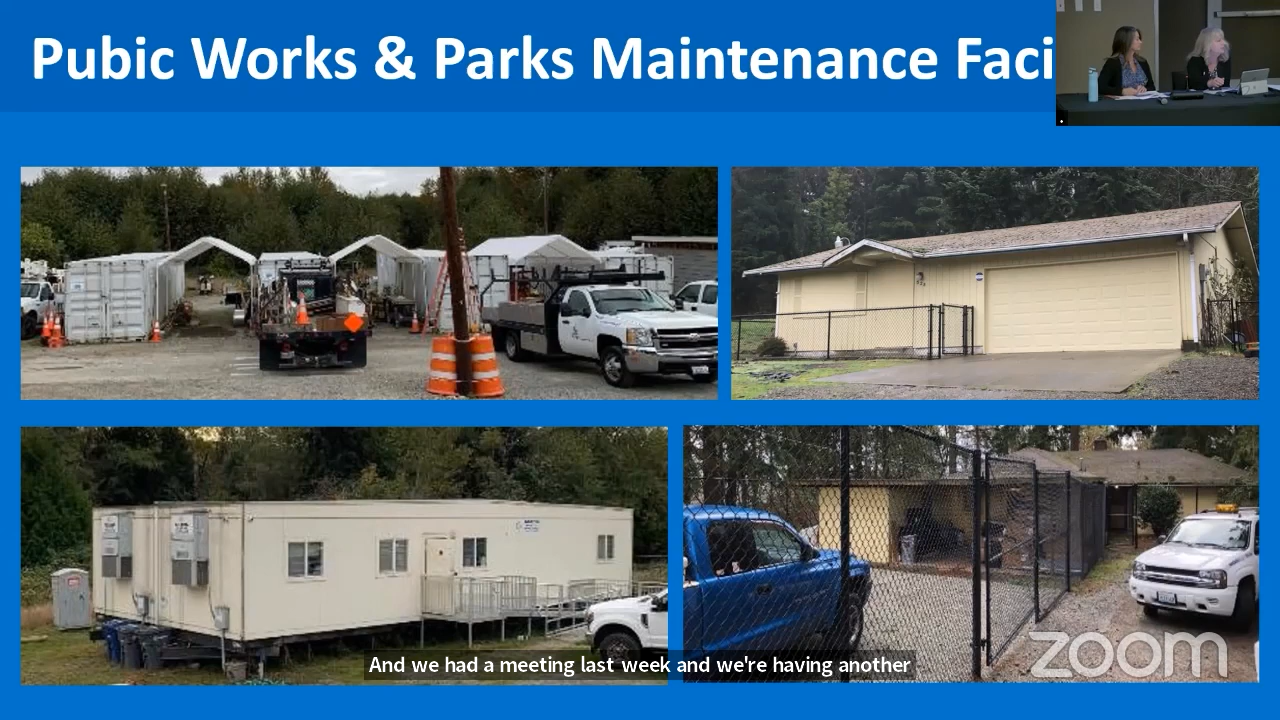 Pubic Works & Parks Maintenance Faci
And we had a meeting last week and we're having another
zoom